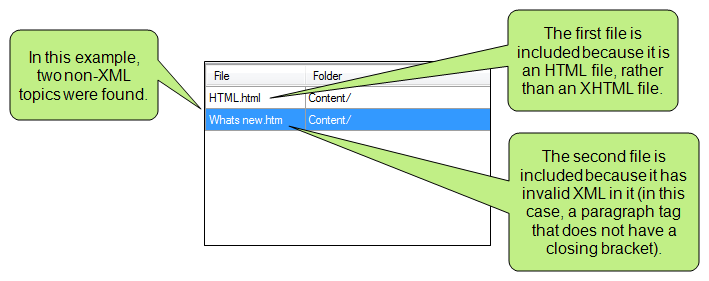 In this example,
two non-XML
topics were found.
File Folder
HTML.html Content/
Whats new.htm Content/
The first file is
included because it is
an HTML file, rather
than an XHTML file.
The second file is
included because it has
invalid XML in it (in this
case, a paragraph tag
that does not have a
closing bracket).